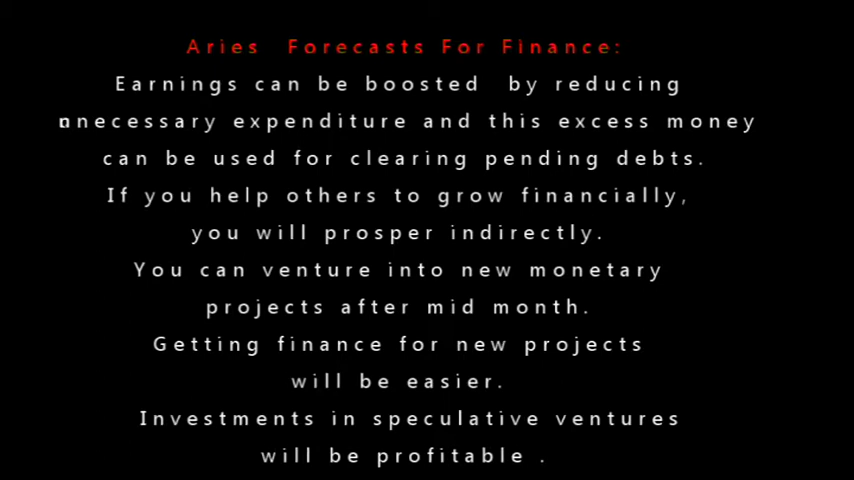 Aries Forecasts For Finance:
Earnings can be boosted by reducing
unnecessary expenditure and this excess money
can be used for clearing pending debts.
If you help others to grow financially,
you will prosper indirectly.
You can venture into new monetary
projects after mid month.
Getting finance for new projects
will be easier.
Investments in speculative ventures
will be profitable .